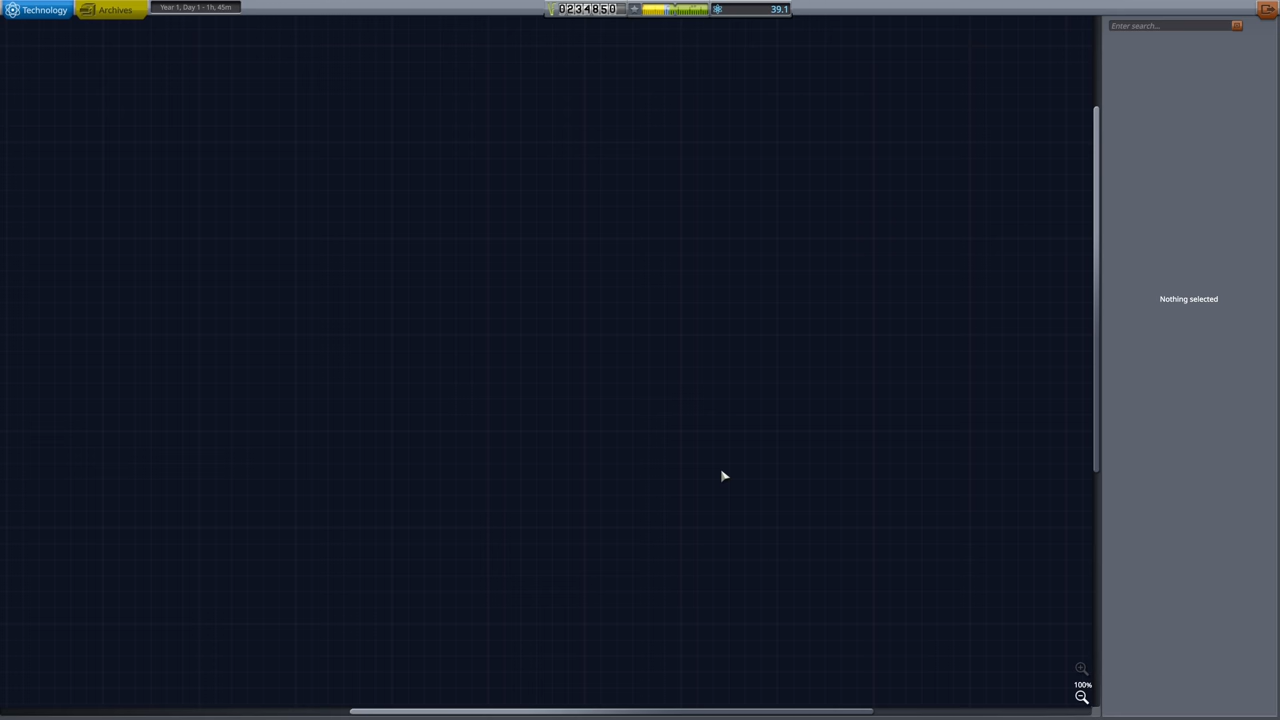 Technology
Archives
Year 1, Day 1 - 1h, 45m
0234850
39.1
Enter search...
Nothing selected
100%